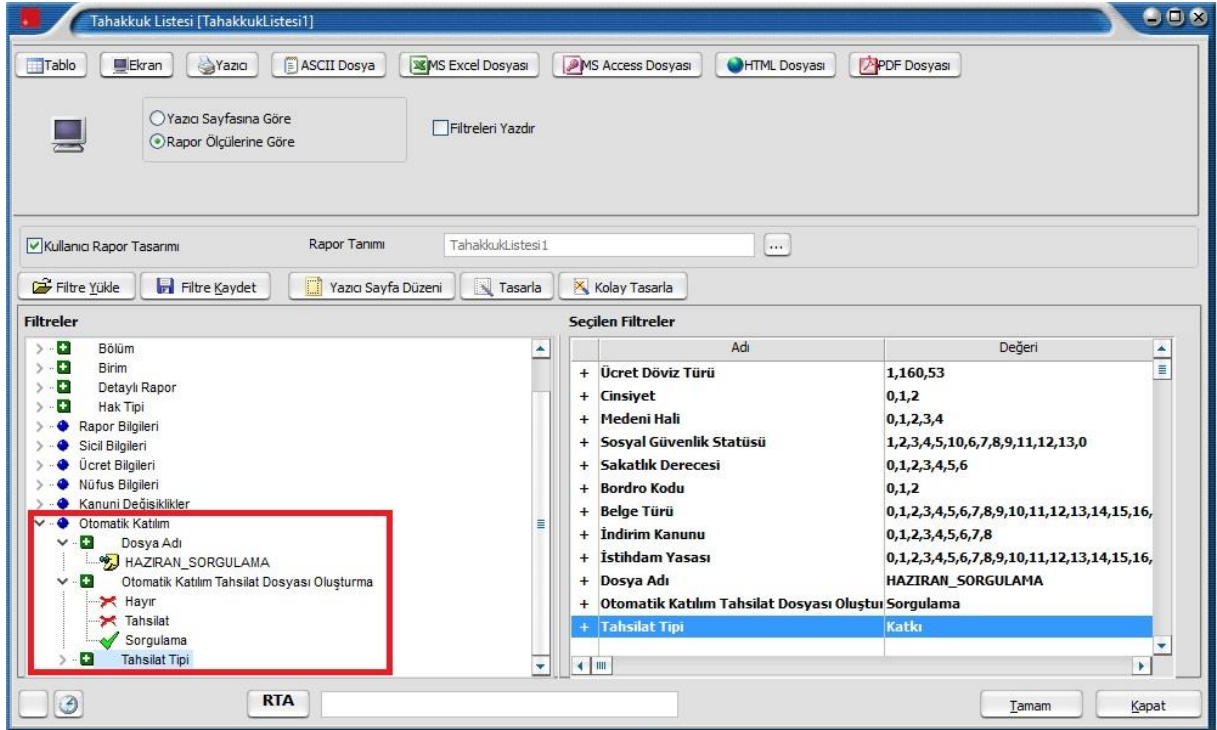 Tahakkuk Listesi [TahakkukListesi1]
Tablo Ekran Yazıcı ASCII Dosya MS Excel Dosyası MS Access Dosyası HTML Dosyası PDF Dosyası
Yazıcı Sayfasına Göre
Rapor Ölçülerine Göre
Filtreleri Yazdır
Kullanıcı Rapor Tasarımı Rapor Tanımı TahakkukListesi1 ...
Filtre Yükle Filtre Kaydet Yazıcı Sayfa Düzeni Tasarla Kolay Tasarla
Filtreler
Bölüm
Birim
Detaylı Rapor
Hak Tipi
Rapor Bilgileri
Sicil Bilgileri
Ücret Bilgileri
Nüfus Bilgileri
Kanuni Değişiklikler
Otomatik Katılım
Dosya Adı
HAZIRAN_SORGULAMA
Otomatik Katılım Tahsilat Dosyası Oluşturma
Hayır
Tahsilat
Sorgulama
Tahsilat Tipi
Seçilen Filtreler
Adı Değeri
+ Ücret Döviz Türü 1,160,53
+ Cinsiyet 0,1,2
+ Medeni Hali 0,1,2,3,4
+ Sosyal Güvenlik Statüsü 1,2,3,4,5,10,6,7,8,9,11,12,13,0
+ Sakatlık Derecesi 0,1,2,3,4,5,6
+ Bordro Kodu 0,1,2
+ Belge Türü 0,1,2,3,4,5,6,7,8,9,10,11,12,13,14,15,16,
+ İndirim Kanunu 0,1,2,3,4,5,6,7,8
+ İstihdam Yasası 0,1,2,3,4,5,6,7,8,9,10,11,12,13,14,15,16,
+ Dosya Adı HAZIRAN_SORGULAMA
+ Otomatik Katılım Tahsilat Dosyası Oluştur Sorgulama
+ Tahsilat Tipi Katkı
RTA
Tamam Kapat